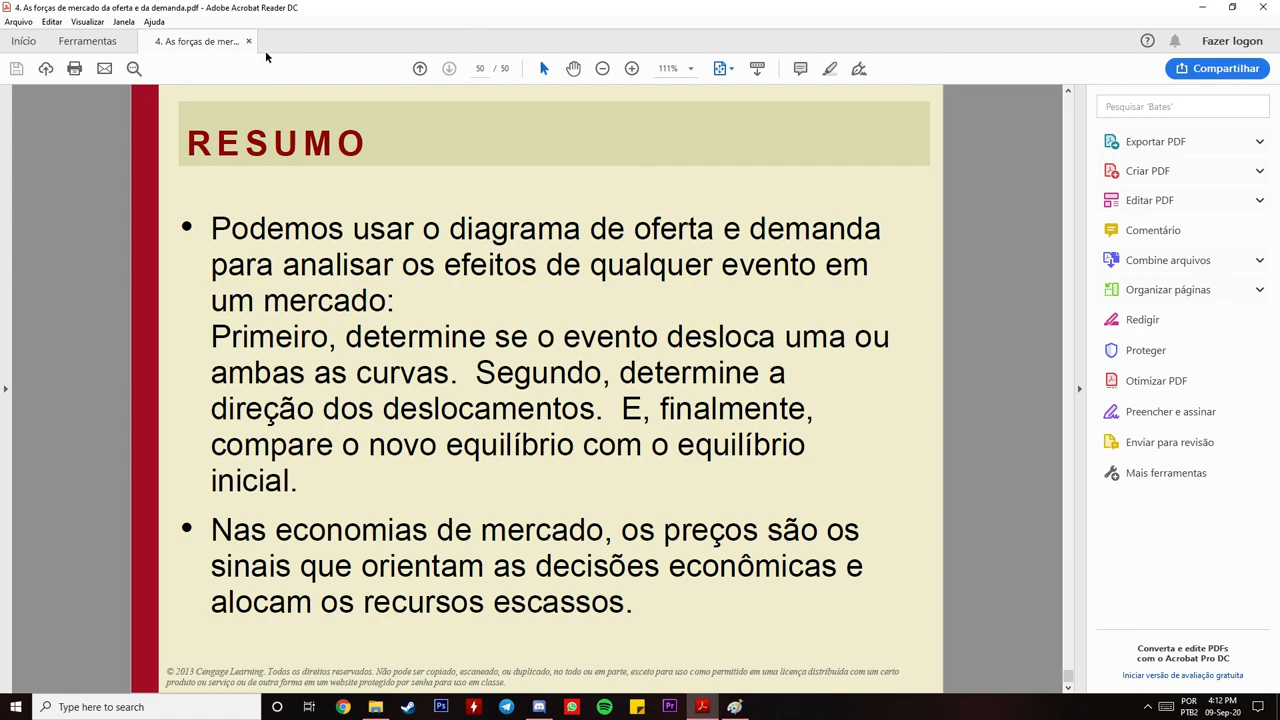 4. As forças de mercado da oferta e da demanda.pdf - Adobe Acrobat Reader DC
Arquivo Editar Visualizar Janela Ajuda
Início Ferramentas 4. As forças de mer... × Fazer logon
50 / 50 111% Compartilhar
RESUMO
• Podemos usar o diagrama de oferta e demanda
para analisar os efeitos de qualquer evento em
um mercado:
Primeiro, determine se o evento desloca uma ou
ambas as curvas. Segundo, determine a
direção dos deslocamentos. E, finalmente,
compare o novo equilíbrio com o equilíbrio
inicial.
• Nas economias de mercado, os preços são os
sinais que orientam as decisões econômicas e
alocam os recursos escassos.
© 2013 Cengage Learning. Todos os direitos reservados. Não pode ser copiado, escaneado, ou duplicado, no todo ou em parte, exceto para uso como permitido em uma licença distribuída com um certo
produto ou serviço ou de outra forma em um website protegido por senha para uso em classe.
Pesquisar 'Bates'
Exportar PDF
Criar PDF
Editar PDF
Comentário
Combine arquivos
Organizar páginas
Redigir
Proteger
Otimizar PDF
Preencher e assinar
Enviar para revisão
Mais ferramentas
Converta e edite PDFs
com o Acrobat Pro DC
Iniciar versão de avaliação gratuita
Type here to search
Ps
Pr
POR
PTB2
4:12 PM
09-Sep-20